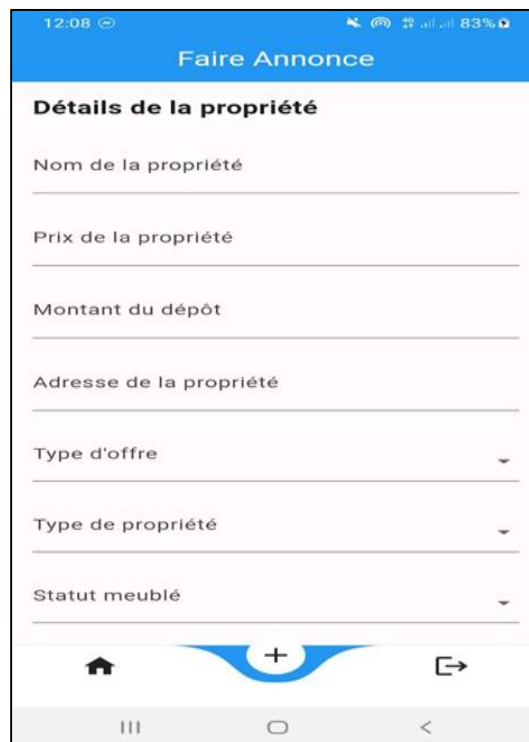 12:08 83%
Faire Annonce
Détails de la propriété
Nom de la propriété
Prix de la propriété
Montant du dépôt
Adresse de la propriété
Type d'offre
Type de propriété
Statut meublé